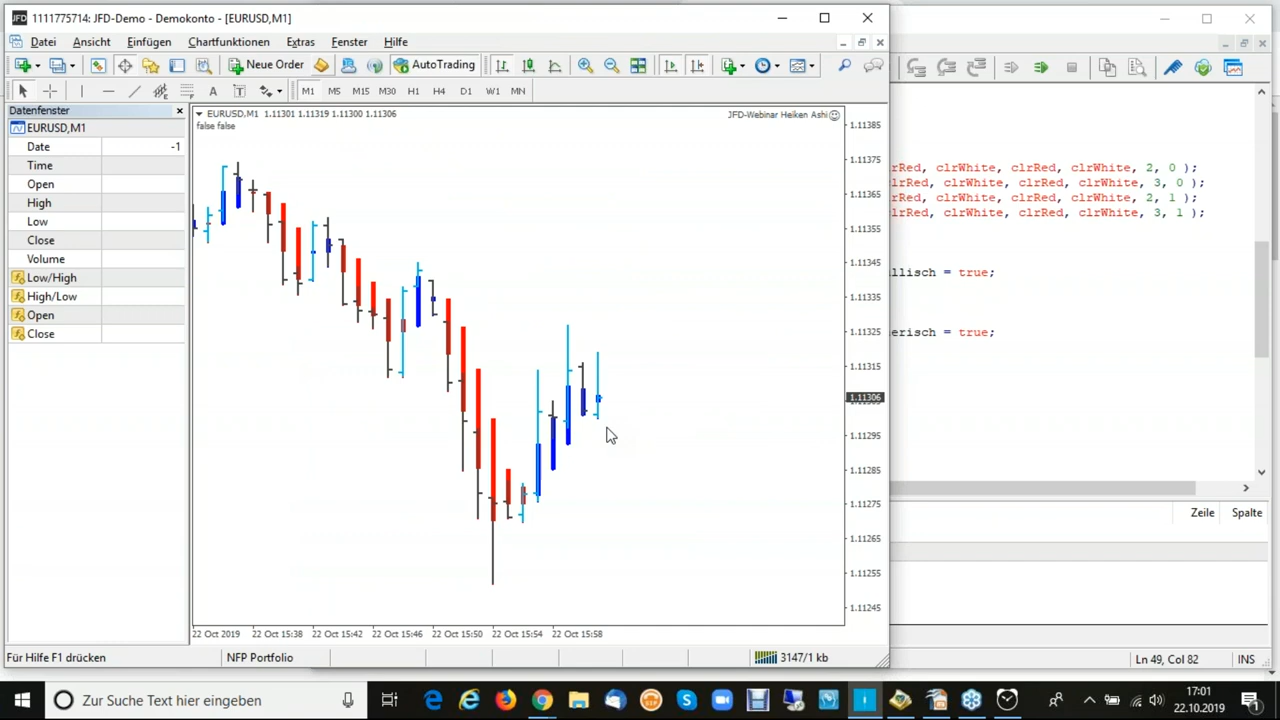 1111775714: JFD-Demo - Demokonto - [EURUSD,M1]
Datei Ansicht Einfügen Chartfunktionen Extras Fenster Hilfe
New Order AutoTrading
A T M1 M5 M15 M30 H1 H4 D1 W1 MN
Datenfenster
EURUSD,M1
Date -1
Time
Open
High
Low
Close
Volume
Low/High
High/Low
Open
Close
EURUSD,M1 1.11301 1.11319 1.11300 1.11306
false false
JFD-Webinar Heiken Ashi
1.11385
1.11375
1.11365
1.11355
1.11345
1.11335
1.11325
1.11315
1.11306
1.11295
1.11285
1.11275
1.11265
1.11255
1.11245
22 Oct 2019 22 Oct 15:38 22 Oct 15:42 22 Oct 15:46 22 Oct 15:50 22 Oct 15:54 22 Oct 15:58
Für Hilfe F1 drücken NFP Portfolio 3147/1 kb
lrRed, clrWhite, clrRed, clrWhite, 2, 0 );
lrRed, clrWhite, clrRed, clrWhite, 3, 0 );
lrRed, clrWhite, clrRed, clrWhite, 2, 1 );
lrRed, clrWhite, clrRed, clrWhite, 3, 1 );
llisch = true;
erisch = true;
Zeile Spalte
Ln 49, Col 82 INS
Zur Suche Text hier eingeben
17:01
22.10.2019